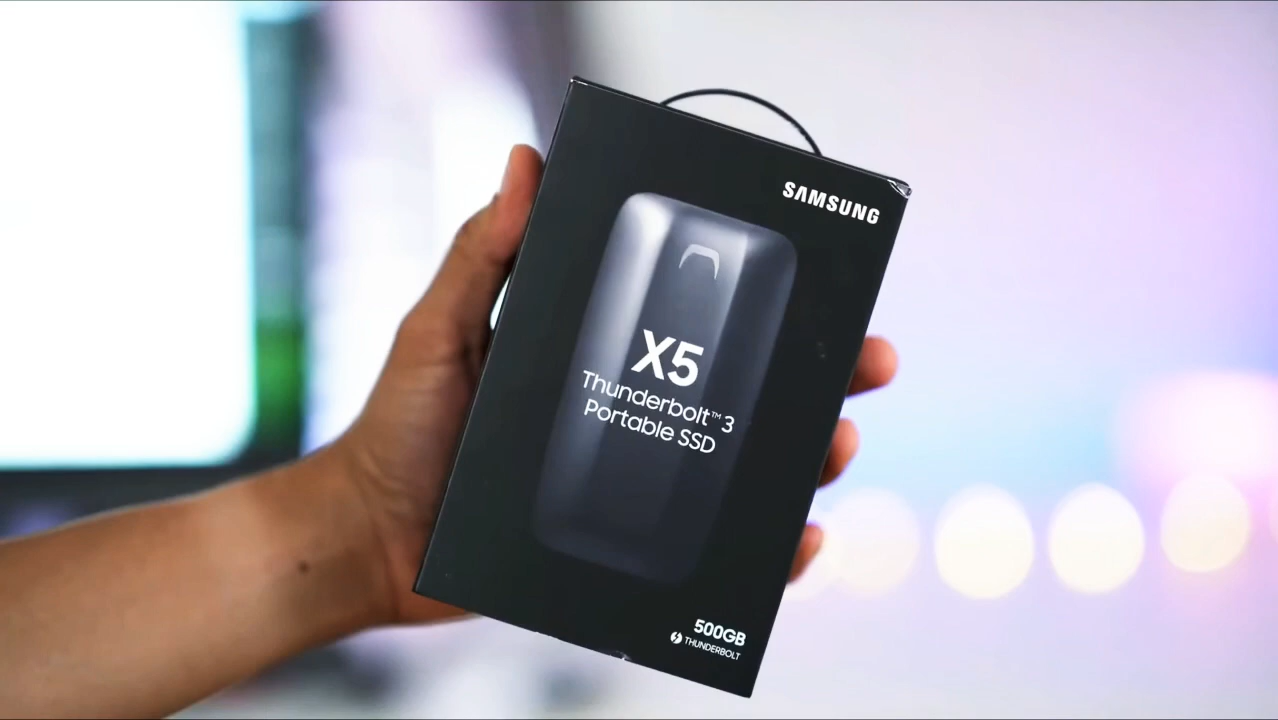 SAMSUNG
X5
Thunderbolt™ 3
Portable SSD
500GB
THUNDERBOLT